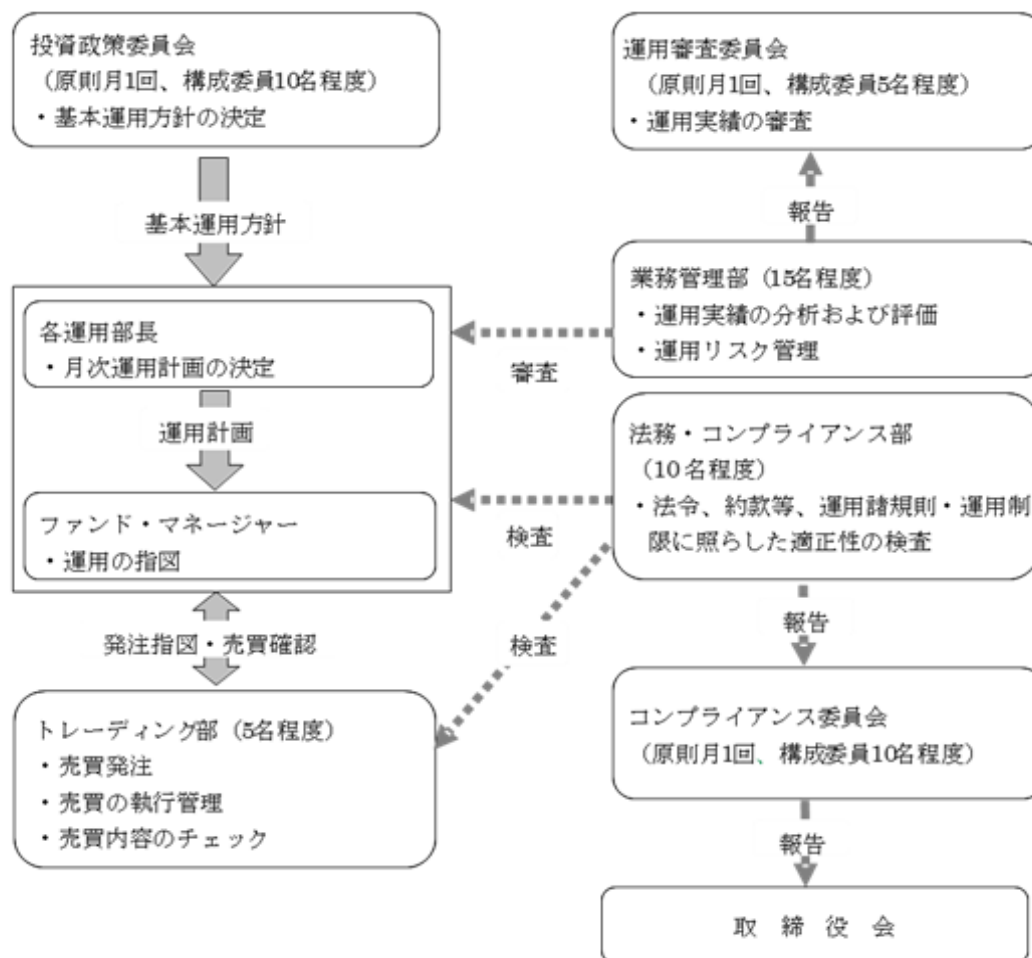 投資政策委員会
（原則月1回、構成委員10名程度）
・基本運用方針の決定
基本運用方針
各運用部長
・月次運用計画の決定
運用計画
ファンド・マネージャー
・運用の指図
発注指図・売買確認
トレーディング部（5名程度）
・売買発注
・売買の執行管理
・売買内容のチェック
運用審査委員会
（原則月1回、構成委員5名程度）
・運用実績の審査
報告
業務管理部（15名程度）
・運用実績の分析および評価
・運用リスク管理
審査
法務・コンプライアンス部
（10名程度）
・法令、約款等、運用諸規則・運用制
限に照らした適正性の検査
検査
検査
報告
コンプライアンス委員会
（原則月1回、構成委員10名程度）
報告
取 締 役 会